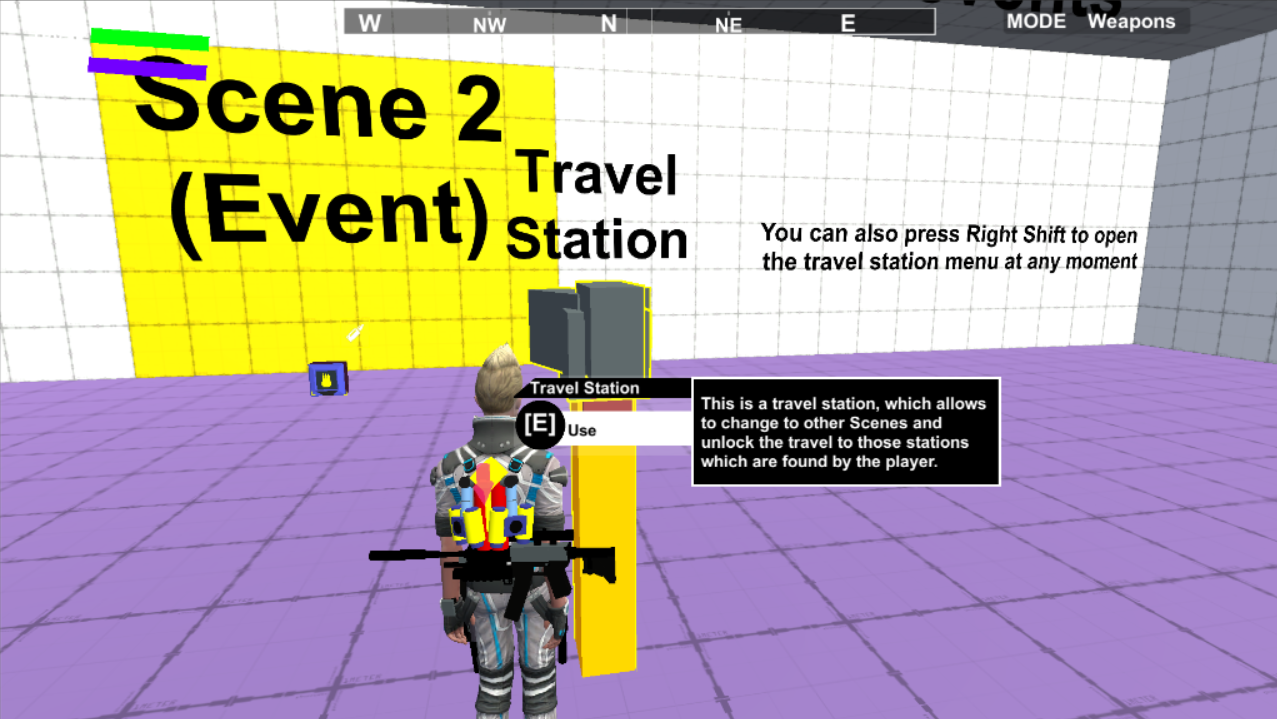 W NW N NE E
MODE Weapons
Scene 2
(Event)
Travel
Station
You can also press Right Shift to open
the travel station menu at any moment
Travel Station
[E] Use
This is a travel station, which allows
to change to other Scenes and
unlock the travel to those stations
which are found by the player.